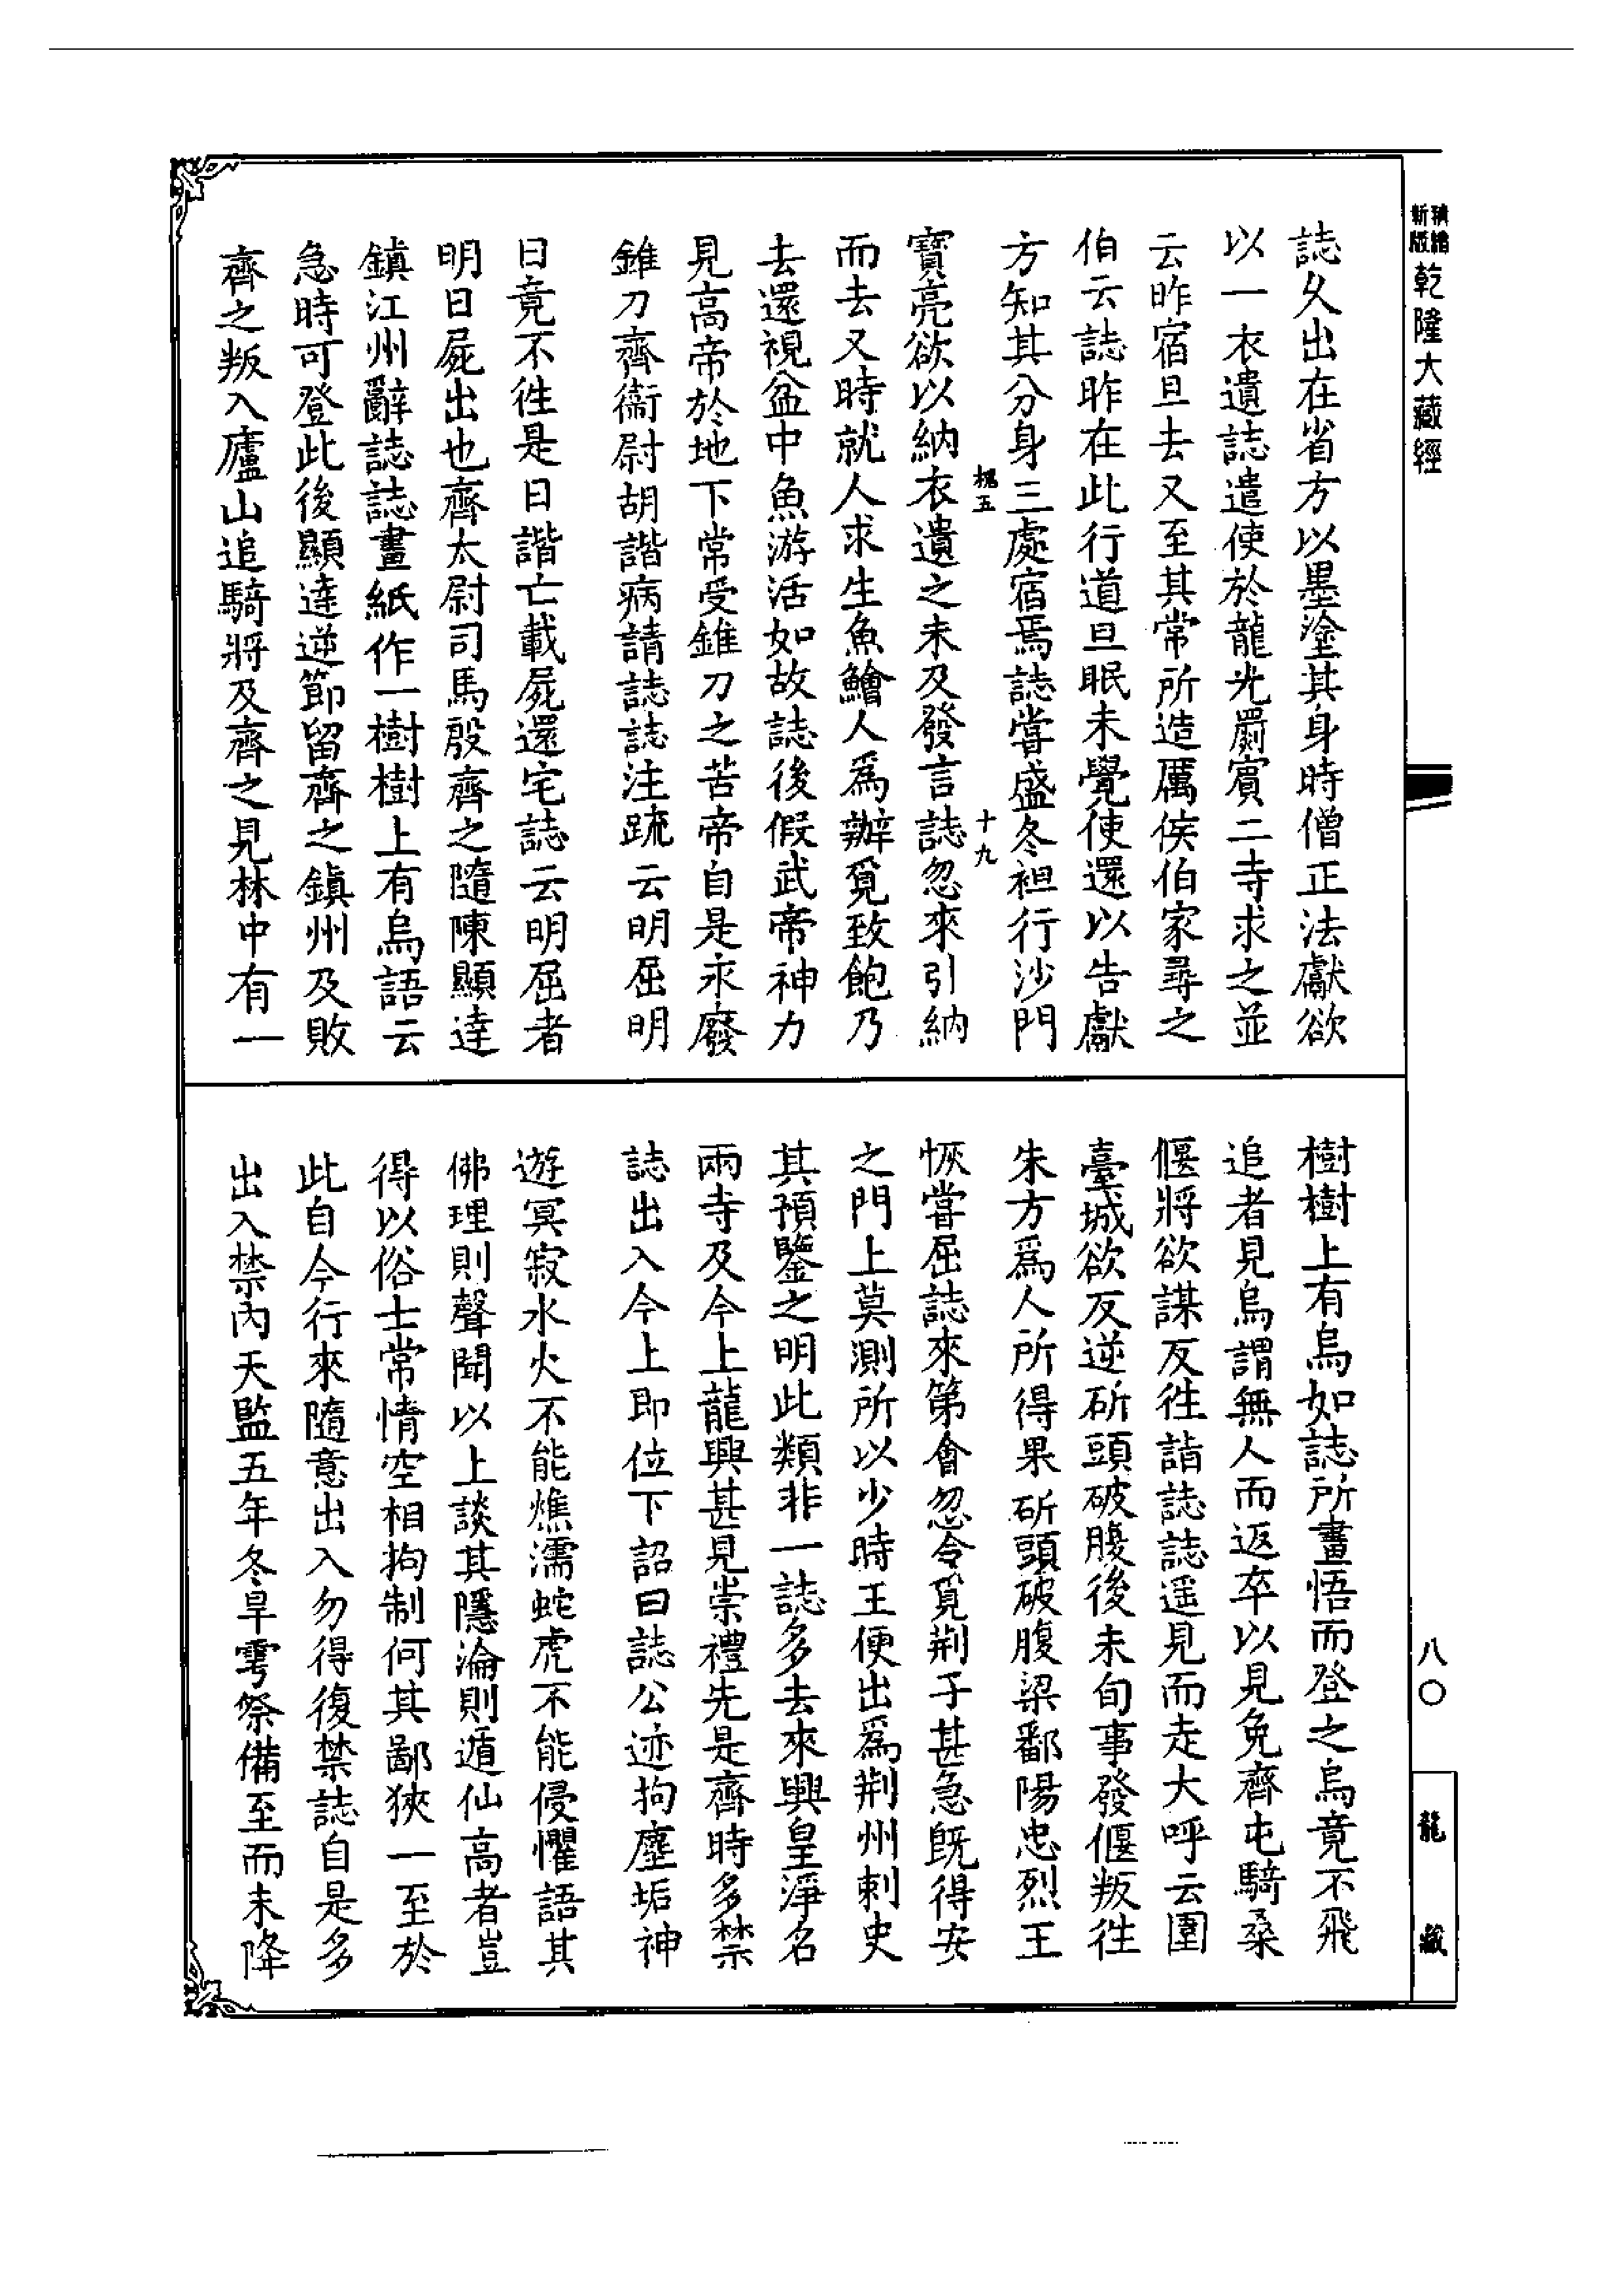 新版精繪乾隆大藏經
誌久出在省方以墨塗其身時僧正法獻欲
以一衣遺誌遣使於龍光罽賓二寺求之並
云昨宿旦去又至其常所造厲侯伯家尋之
伯云誌昨在此行道旦眠未覺使還以告獻
方知其分身三處宿焉誌嘗盛冬袒行沙門
槐五
十九
寶亮欲以納衣遺之未及發言誌忽來引納
而去又時就人求生魚鱠人爲辦覓致飽乃
去還視盆中魚游活如故誌後假武帝神力
見高帝於地下常受錐刀之苦帝自是永廢
錐刀齊衞尉胡諧病請誌誌注疏云明屈明
日竟不往是日諧亡載屍還宅誌云明屈者
明日屍出也齊太尉司馬殷齊之隨陳顯達
鎮江州辭誌誌畫紙作一樹樹上有烏語云
急時可登此後顯達逆節留齊之鎮州及敗
齊之叛入廬山追騎將及齊之見林中有一
樹樹上有烏如誌所畫悟而登之烏竟不飛
追者見烏謂無人而返卒以見免齊屯騎桑
偃將欲謀反往詣誌誌遥見而走大呼云圍
臺城欲反逆斫頭破腹後未旬事發偃叛往
朱方爲人所得果斫頭破腹梁鄱陽忠烈王
恢嘗屈誌來第會忽令覓荆子甚急旣得安
之門上莫測所以少時王便出爲荆州刺史
其預鑒之明此類非一誌多去來興皇淨名
兩寺及今上龍興甚見崇禮先是齊時多禁
誌出入今上即位下詔曰誌公迹拘塵垢神
遊冥寂水火不能燋濡蛇虎不能侵懼語其
佛理則聲聞以上談其隱淪則遁仙高者豈
得以俗士常情空相拘制何其鄙狹一至於
此自今行來隨意出入勿得復禁誌自是多
出入禁內天監五年冬旱雩祭備至而未降
八〇
龍藏